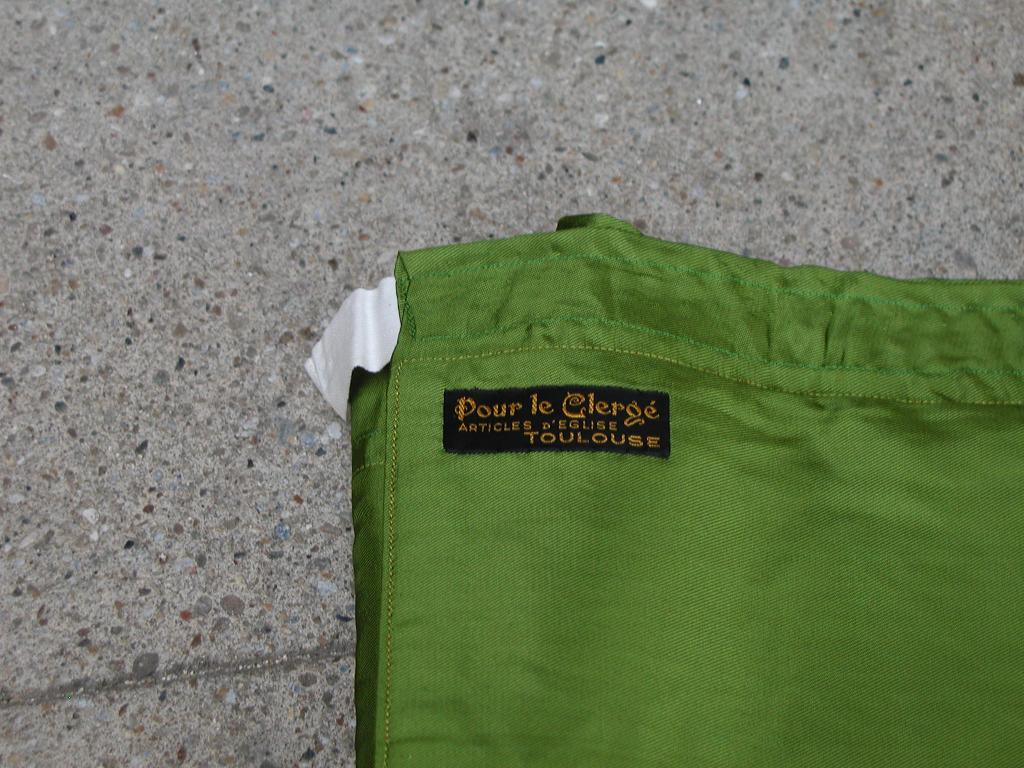 Pour le Clergé
ARTICLES D'EGLISE
TOULOUSE